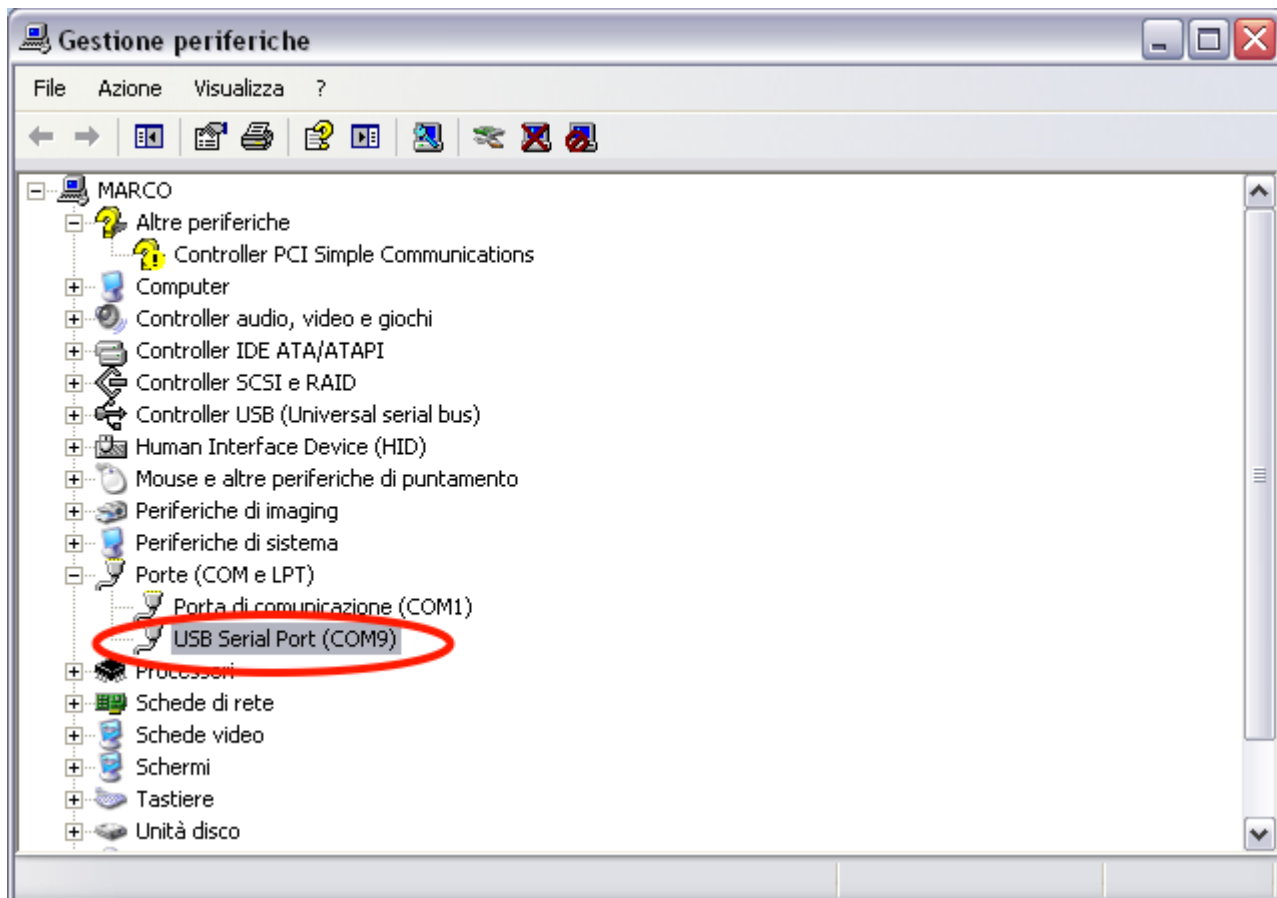 Gestione periferiche
File Azione Visualizza ?
MARCO
Altre periferiche
Controller PCI Simple Communications
Computer
Controller audio, video e giochi
Controller IDE ATA/ATAPI
Controller SCSI e RAID
Controller USB (Universal serial bus)
Human Interface Device (HID)
Mouse e altre periferiche di puntamento
Periferiche di imaging
Periferiche di sistema
Porte (COM e LPT)
Porta di comunicazione (COM1)
USB Serial Port (COM9)
Processori
Schede di rete
Schede video
Schermi
Tastiere
Unità disco